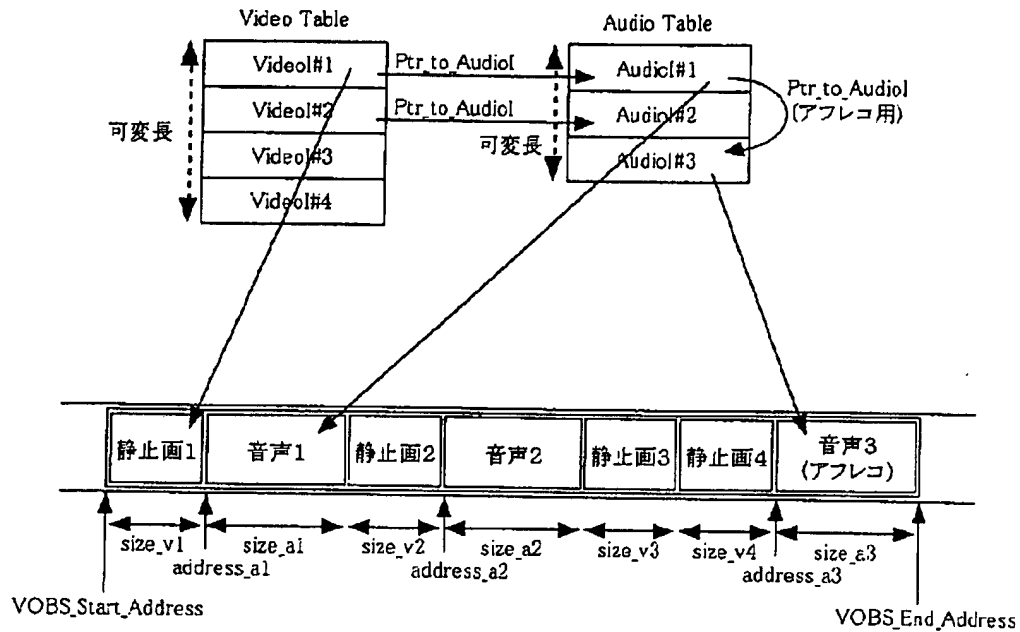 Video Table
Audio Table
VideoI#1
Ptr_to_AudioI
AudioI#1
Ptr_to_AudioI
(アフレコ用)
VideoI#2
Ptr_to_AudioI
AudioI#2
可変長
可変長
VideoI#3
AudioI#3
VideoI#4
静止画1
音声1
静止画2
音声2
静止画3
静止画4
音声3
(アフレコ)
size_v1
size_a1
size_v2
size_a2
size_v3
size_v4
size_a3
address_a1
address_a2
address_a3
VOBS_Start_Address
VOBS_End_Address